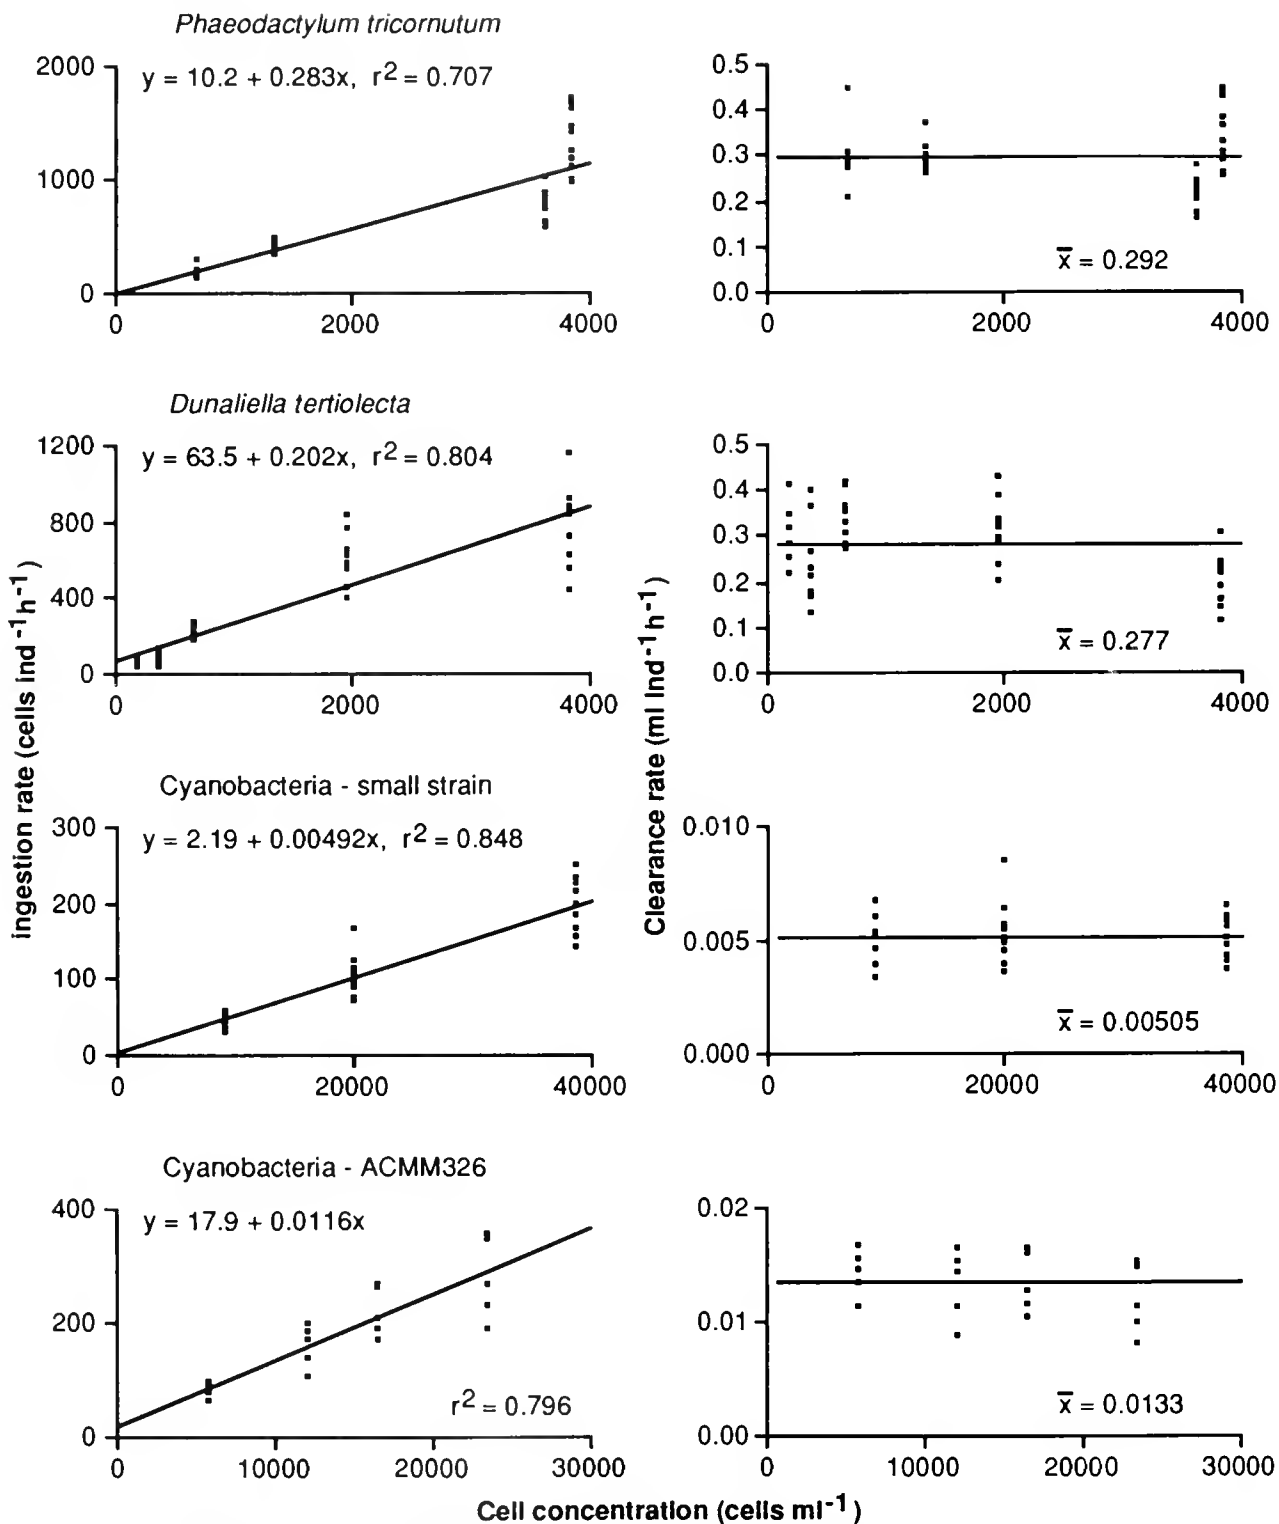 Phaeodactylum tricornutum
y = 10.2 + 0.283x, r² = 0.707
2000
1000
0
0 2000 4000
0.5
0.4
0.3
0.2
0.1
0.0
x̅ = 0.292
0 2000 4000
Dunaliella tertiolecta
y = 63.5 + 0.202x, r² = 0.804
1200
800
400
0
0 2000 4000
0.5
0.4
0.3
0.2
0.1
0.0
x̅ = 0.277
0 2000 4000
ingestion rate (cells ind⁻¹h⁻¹)
Clearance rate (ml Ind⁻¹h⁻¹)
Cyanobacteria - small strain
y = 2.19 + 0.00492x, r² = 0.848
300
200
100
0
0 20000 40000
0.010
0.005
0.000
x̅ = 0.00505
0 20000 40000
Cyanobacteria - ACMM326
y = 17.9 + 0.0116x
400
200
0
r² = 0.796
0 10000 20000 30000
0.02
0.01
0.00
x̅ = 0.0133
0 10000 20000 30000
Cell concentration (cells ml⁻¹)